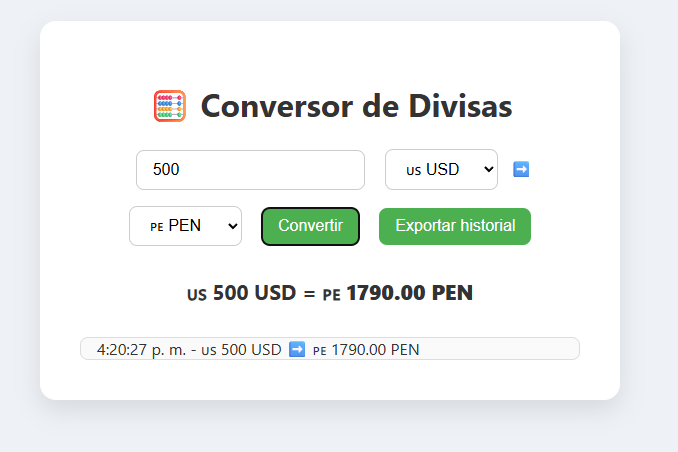 🧮 Conversor de Divisas
500 us USD ➡️
PE PEN Convertir Exportar historial
US 500 USD = PE 1790.00 PEN
4:20:27 p. m. - us 500 USD ➡️ PE 1790.00 PEN